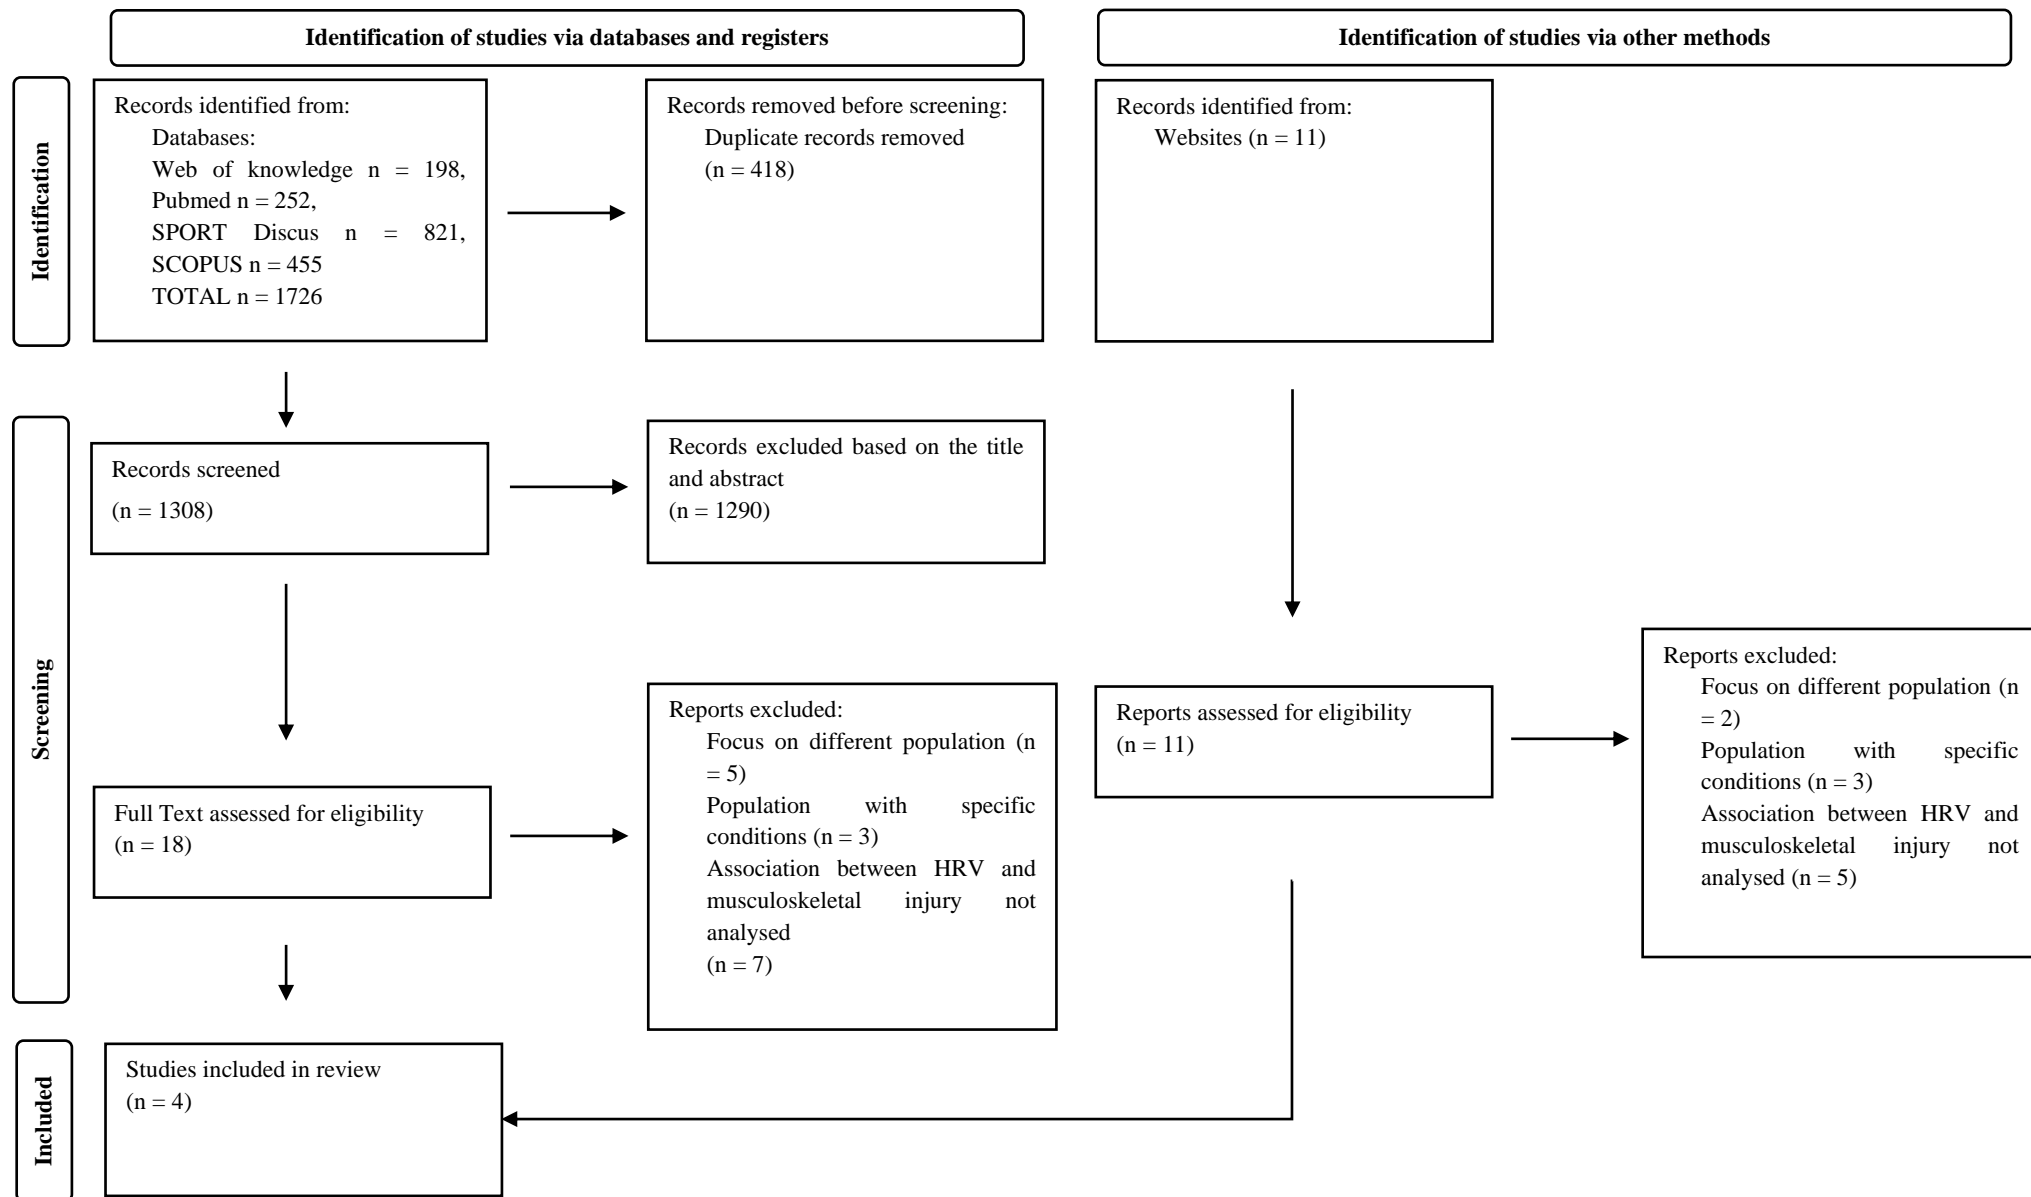 Identification of studies via databases and registers
Identification of studies via other methods
Identification
Records identified from:
Databases:
Web of knowledge n = 198,
Pubmed n = 252,
SPORT Discus n = 821,
SCOPUS n = 455
TOTAL n = 1726
Records removed before screening:
Duplicate records removed
(n = 418)
Records identified from:
Websites (n = 11)
Screening
Records screened
(n = 1308)
Records excluded based on the title
and abstract
(n = 1290)
Full Text assessed for eligibility
(n = 18)
Reports excluded:
Focus on different population (n
= 5)
Population with specific
conditions (n = 3)
Association between HRV and
musculoskeletal injury not
analysed
(n = 7)
Reports assessed for eligibility
(n = 11)
Reports excluded:
Focus on different population (n
= 2)
Population with specific
conditions (n = 3)
Association between HRV and
musculoskeletal injury not
analysed (n = 5)
Included
Studies included in review
(n = 4)